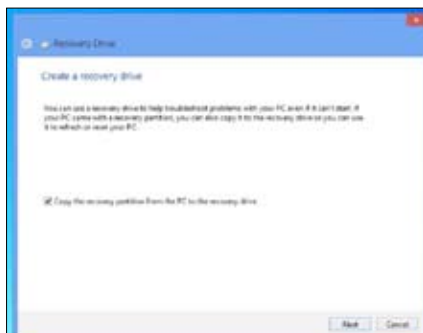 Recovery Drive
Create a recovery drive
You can use a recovery drive to help troubleshoot problems with your PC even if it can't start. If
your PC came with a recovery partition, you can also copy it to the recovery drive so you can use
it to refresh or reset your PC.
Copy the recovery partition from the PC to the recovery drive.
Next Cancel